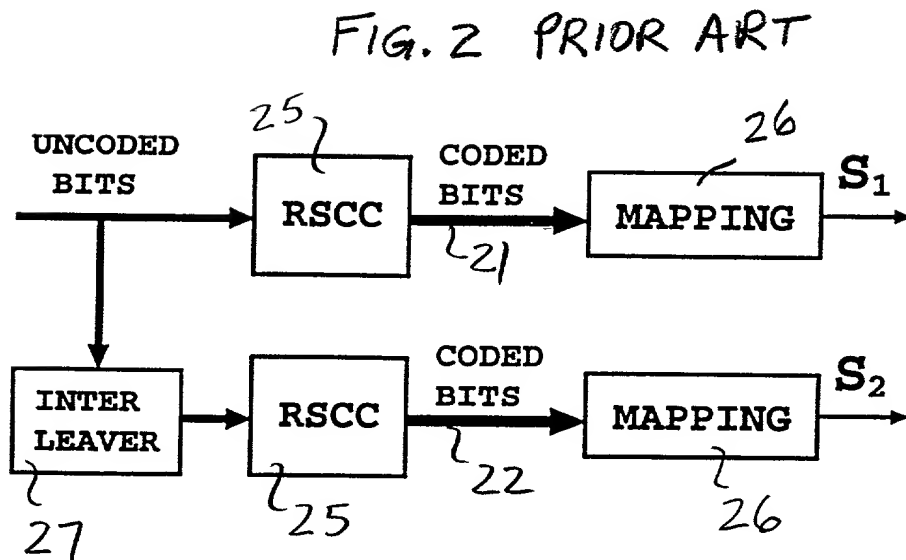 FIG. 2 PRIOR ART
25
26
UNCODED
BITS
RSCC
CODED
BITS
21
MAPPING
S1
INTER
LEAVER
27
RSCC
25
CODED
BITS
22
MAPPING
26
S2